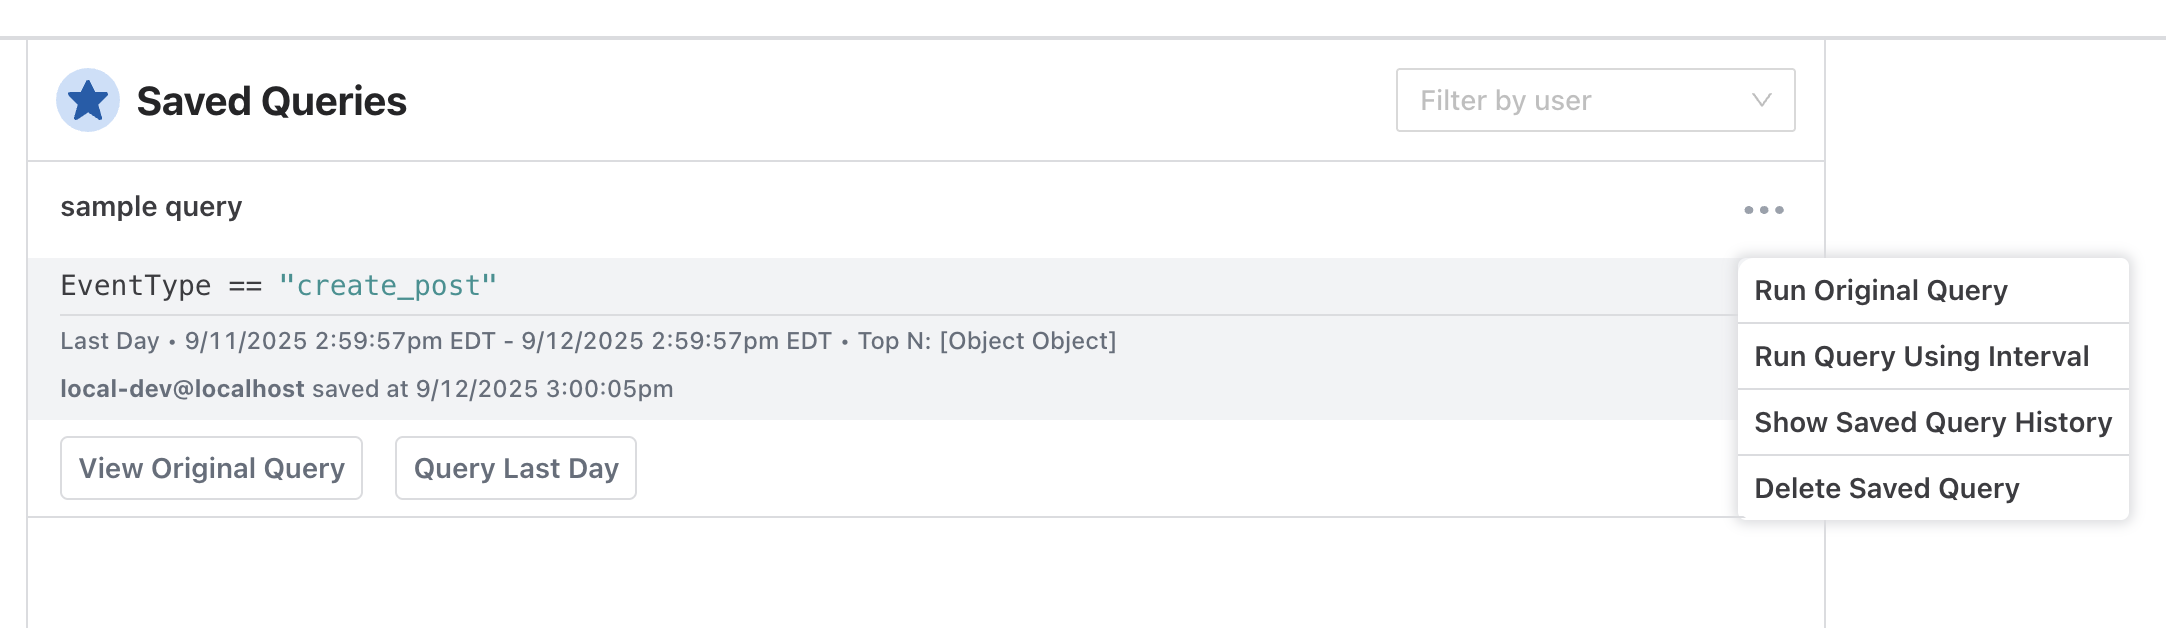 Saved Queries
Filter by user
sample query
EventType == "create_post"
Last Day • 9/11/2025 2:59:57pm EDT - 9/12/2025 2:59:57pm EDT • Top N: [Object Object]
local-dev@localhost saved at 9/12/2025 3:00:05pm
View Original Query
Query Last Day
Run Original Query
Run Query Using Interval
Show Saved Query History
Delete Saved Query